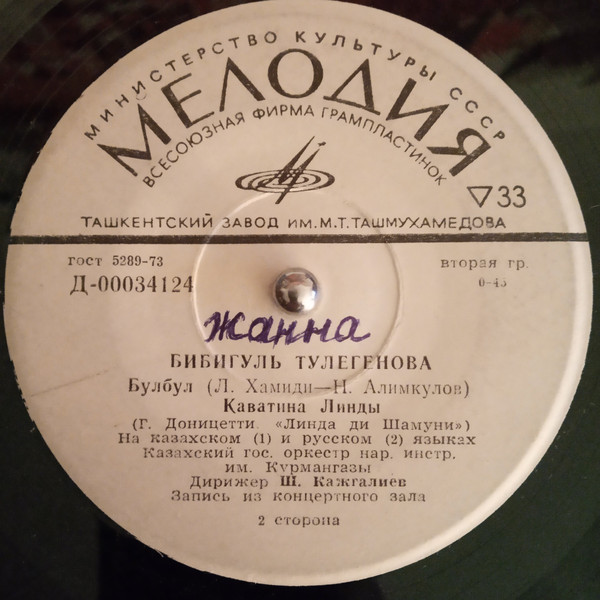 МИНИСТЕРСТВО КУЛЬТУРЫ СССР
МЕЛОДИЯ
ВСЕСОЮЗНАЯ ФИРМА ГРАМПЛАСТИНОК
▽33
ТАШКЕНТСКИЙ ЗАВОД ИМ. М.Т. ТАШМУХАМЕДОВА
гост 5289-73
вторая гр.
Д-00034124
0-45
Жанна
БИБИГУЛЬ ТУЛЕГЕНОВА
Булбул (Л. Хамиди—Н. Алимкулов)
Каватина Линды
(Г. Доницетти. «Линда ди Шамуни»)
На казахском (1) и русском (2) языках
Казахский гос. оркестр нар. инстр.
им. Курмангазы
Дирижер Ш. Кажгалиев
Запись из концертного зала
2 сторона